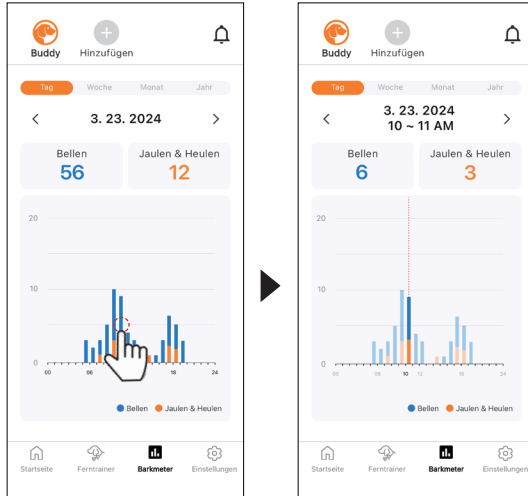 Buddy
Hinzufügen
Tag Woche Monat Jahr
3. 23. 2024
Bellen
56
Jaulen & Heulen
12
20
10
0
00 06 18 24
Bellen Jaulen & Heulen
Startseite Ferntrainer Barkmeter Einstellungen
Buddy
Hinzufügen
Tag Woche Monat Jahr
3. 23. 2024
10 ~ 11 AM
Bellen
6
Jaulen & Heulen
3
20
10
0
00 06 10 12 18 24
Bellen Jaulen & Heulen
Startseite Ferntrainer Barkmeter Einstellungen